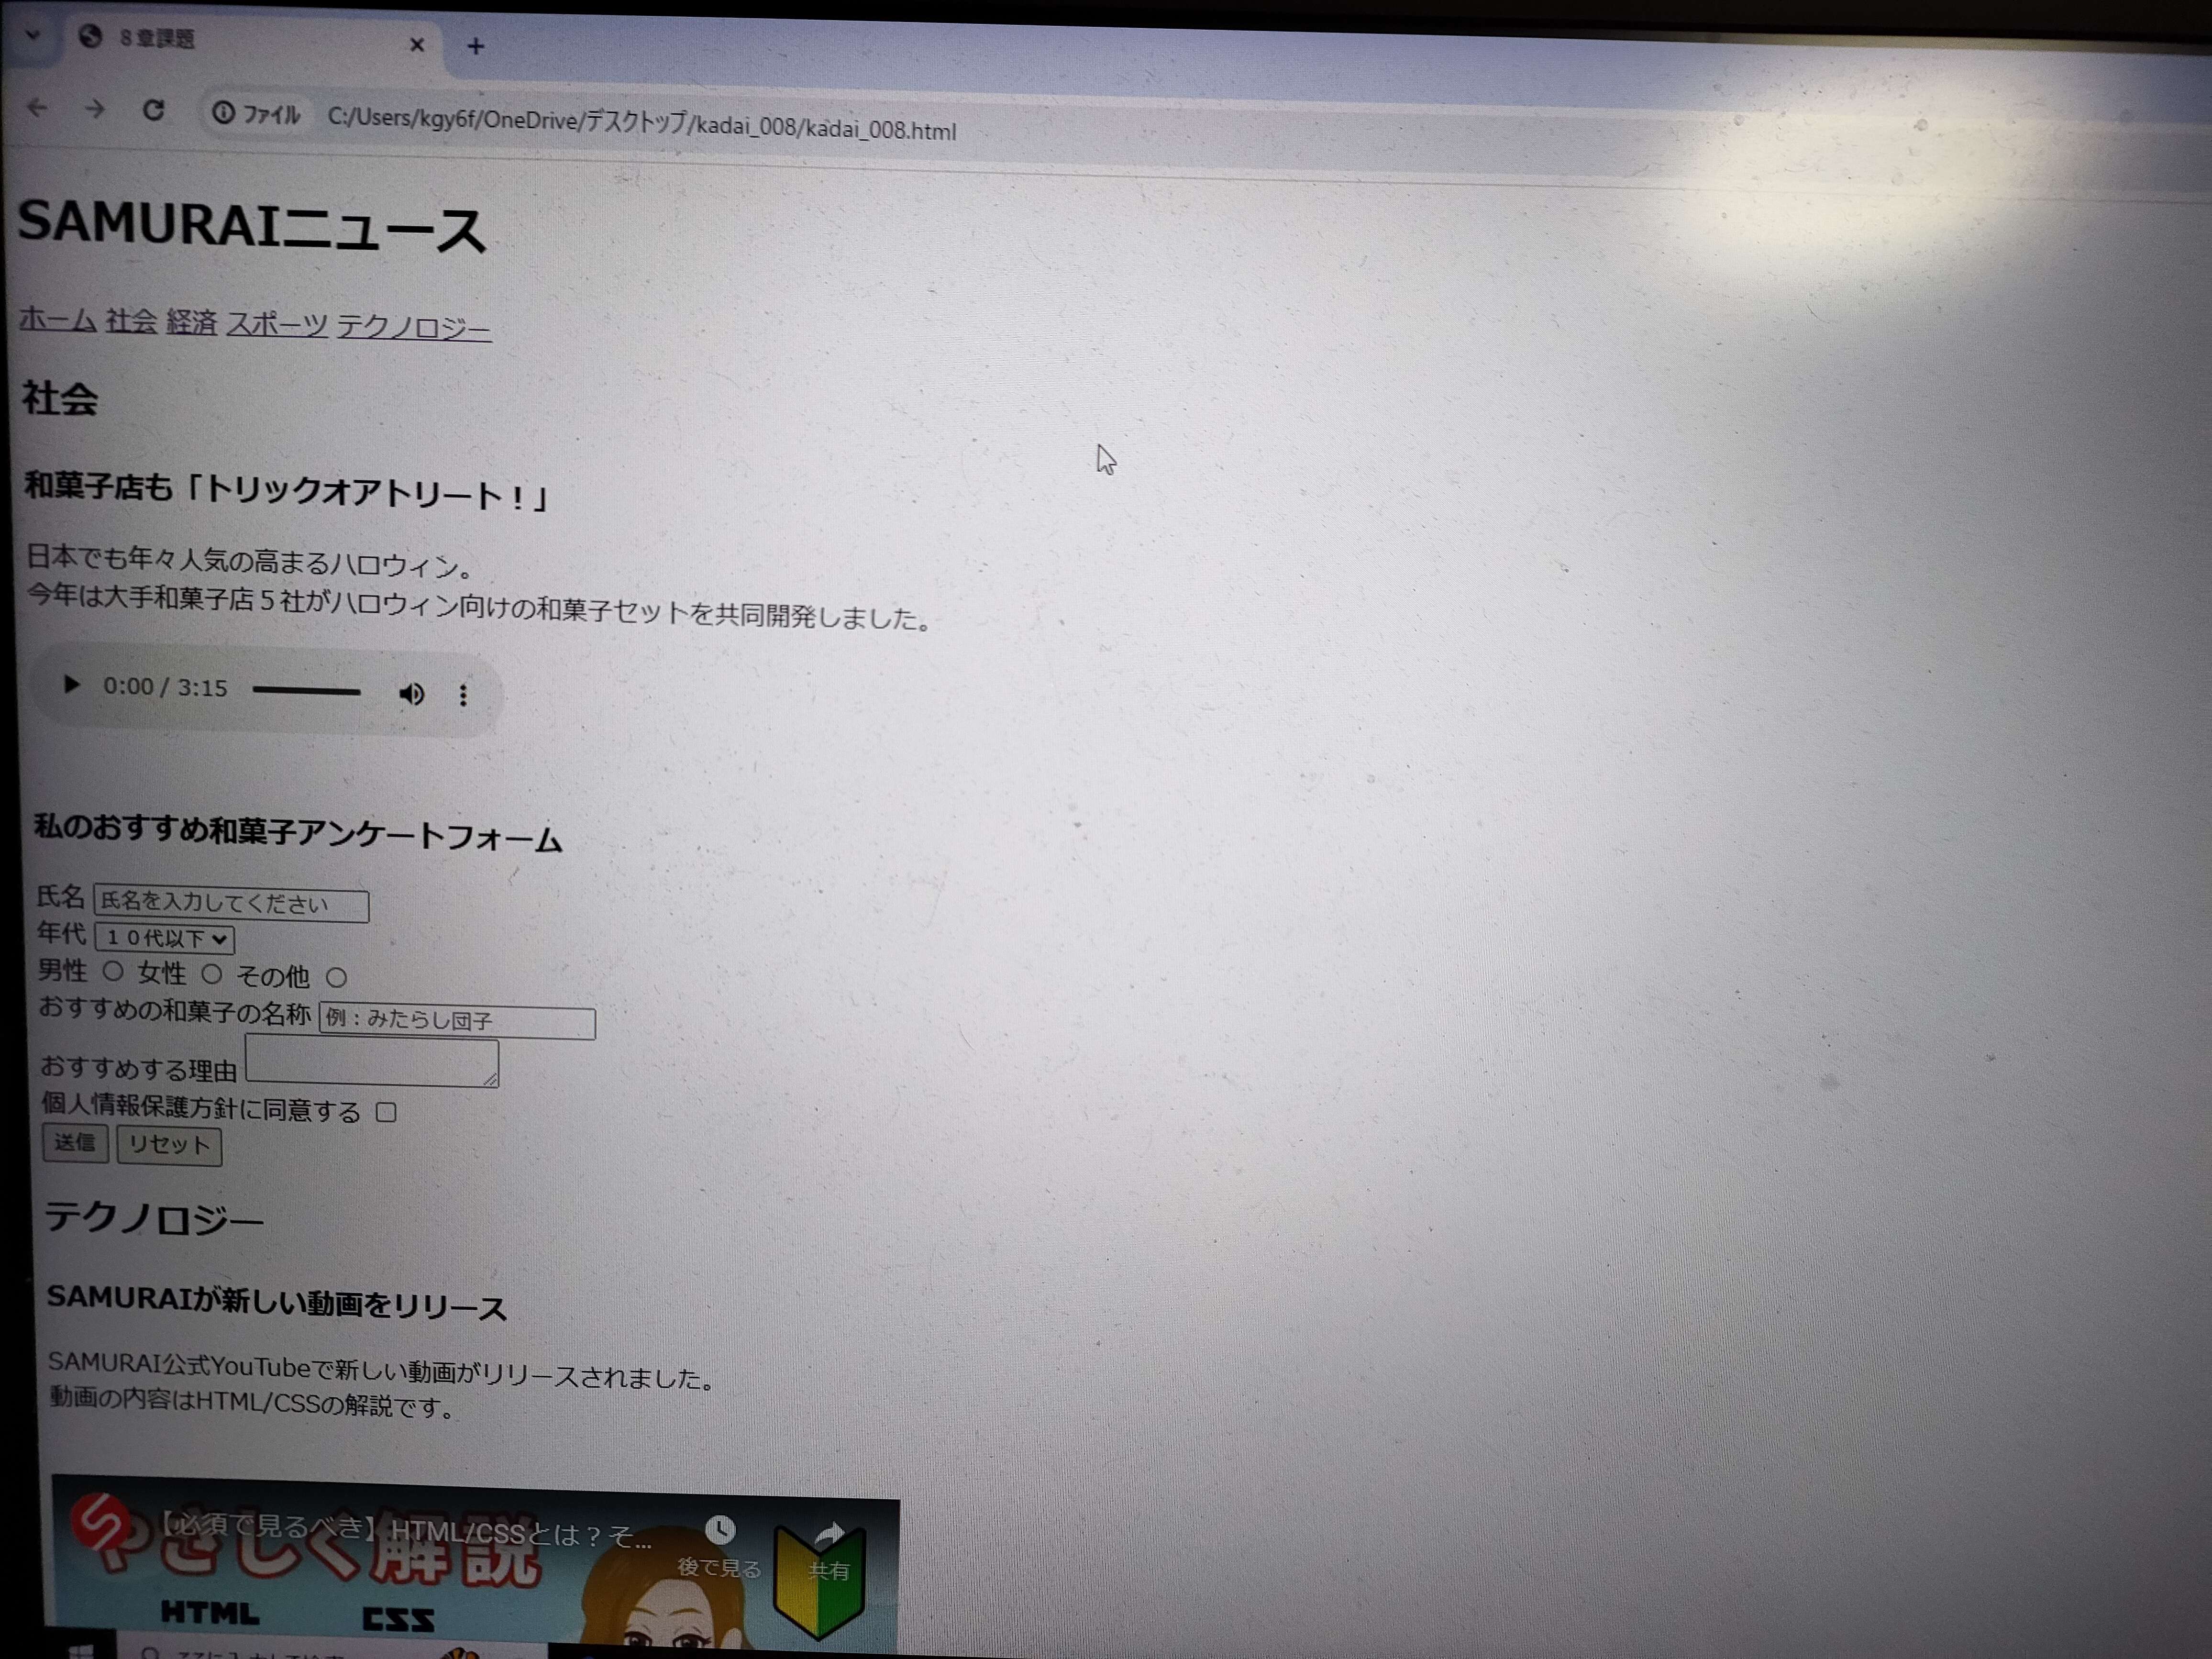 8章課題
ファイル C:/Users/kgy6f/OneDrive/デスクトップ/kadai_008/kadai_008.html
SAMURAIニュース
ホーム 社会 経済 スポーツ テクノロジー
社会
和菓子店も「トリックオアトリート！」
日本でも年々人気の高まるハロウィン。
今年は大手和菓子店５社がハロウィン向けの和菓子セットを共同開発しました。
0:00 / 3:15
私のおすすめ和菓子アンケートフォーム
氏名 氏名を入力してください
年代 １０代以下
男性 女性 その他
おすすめの和菓子の名称 例：みたらし団子
おすすめする理由
個人情報保護方針に同意する
送信 リセット
テクノロジー
SAMURAIが新しい動画をリリース
SAMURAI公式YouTubeで新しい動画がリリースされました。
動画の内容はHTML/CSSの解説です。
【必須で見るべき】HTML/CSSとは？そ...
後で見る 共有
やさしく解説
HTML CSS